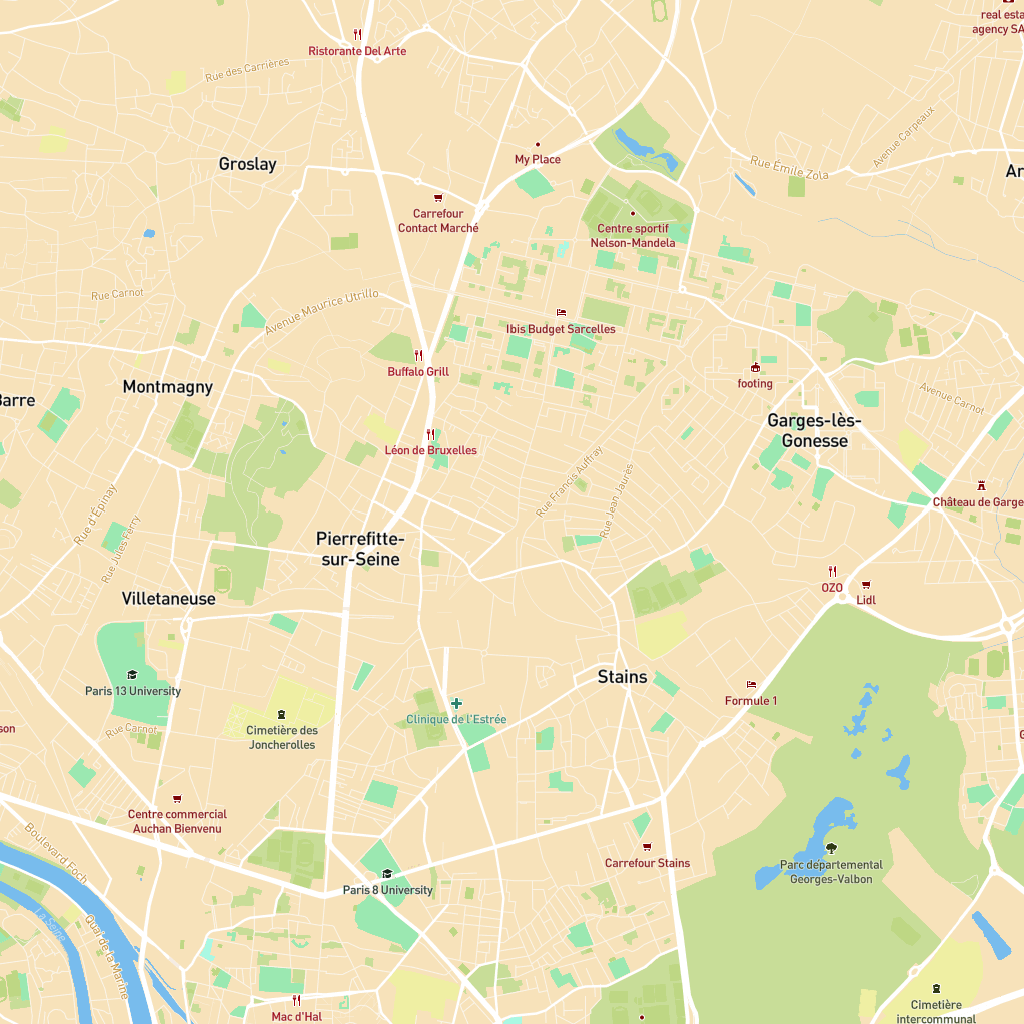 real esta
agency SA
Ristorante Del Arte
Rue des Carrières
Avenue Carpeaux
Groslay
My Place
Rue Émile Zola
Ar
Carrefour
Contact Marché
Centre sportif
Nelson-Mandela
Rue Carnot
Avenue Maurice Utrillo
Ibis Budget Sarcelles
Buffalo Grill
footing
Montmagny
Barre
Avenue Carnot
Garges-lès-
Gonesse
Léon de Bruxelles
Rue Francis Auffray
Rue Jean Jaurès
Château de Garge
Rue d'Épinay
Rue Jules Ferry
Pierrefitte-
sur-Seine
OZO
Lidl
Villetaneuse
Stains
Paris 13 University
Formule 1
Clinique de l'Estrée
Rue Carnot
Cimetière des
Joncherolles
son
G
Centre commercial
Auchan Bienvenu
Boulevard Foch
Carrefour Stains
Parc départemental
Georges-Valbon
Paris 8 University
La Seine
Quai de la Marine
Mac d'Hal
Cimetière
intercommunal